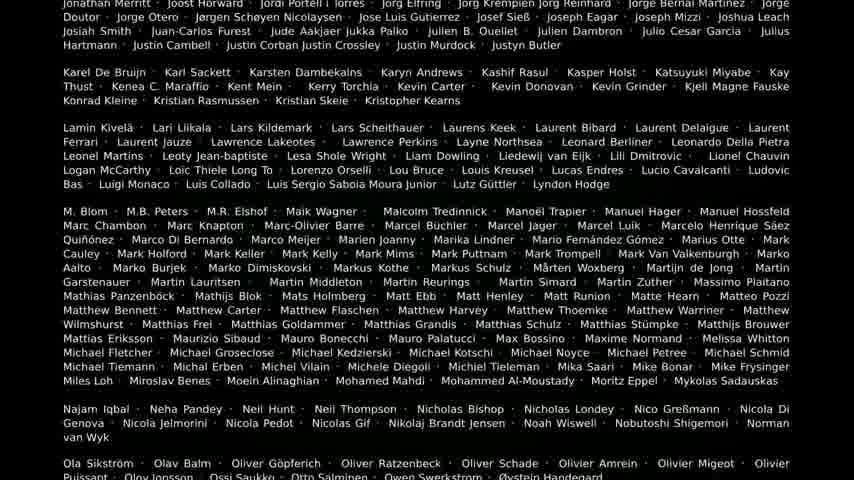 Jonathan Merritt · Joost Horward · Jordi Portell i Torres · Jörg Elfring · Jörg Krempien Jörg Reinhard · Jorge Bernal Martinez · Jorge
Doutor · Jorge Otero · Jørgen Schøyen Nicolaysen · Jose Luis Gutierrez · Josef Sieß · Joseph Eagar · Joseph Mizzi · Joshua Leach
Josiah Smith · Juan-Carlos Furest · Jude Aakjaer Jukka Palko · Julien B. Ouellet · Julien Dambron · Julio Cesar Garcia · Julius
Hartmann · Justin Cambell · Justin Corban Justin Crossley · Justin Murdock · Justyn Butler
Karel De Bruijn · Karl Sackett · Karsten Dambekalns · Karyn Andrews · Kashif Rasul · Kasper Holst · Katsuyuki Miyabe · Kay
Thust · Kenea C. Maraffio · Kent Mein · Kerry Torchia · Kevin Carter · Kevin Donovan · Kevin Grinder · Kjell Magne Fauske
Konrad Kleine · Kristian Rasmussen · Kristian Skeie · Kristopher Kearns
Lamin Kivelä · Lari Liikala · Lars Kildemark · Lars Scheithauer · Laurens Keek · Laurent Bibard · Laurent Delaigue · Laurent
Ferrari · Laurent Jauze · Lawrence Lakeotes · Lawrence Perkins · Layne Northsea · Leonard Berliner · Leonardo Della Pietra
Leonel Martins · Leoty Jean-baptiste · Lesa Shole Wright · Liam Dowling · Liedewij van Eijk · Lili Dmitrovic · Lionel Chauvin
Logan McCarthy · Loïc Thiele Long To · Lorenzo Orselli · Lou Bruce · Louis Kreusel · Lucas Endres · Lucio Cavalcanti · Ludovic
Bas · Luigi Monaco · Luis Collado · Luis Sergio Saboia Moura Junior · Lutz Güttler · Lyndon Hodge
M. Blom · M.B. Peters · M.R. Elshof · Maik Wagner · Malcolm Tredinnick · Manoël Trapier · Manuel Hager · Manuel Hossfeld
Marc Chambon · Marc Knapton · Marc-Olivier Barre · Marcel Büchler · Marcel Jager · Marcel Luik · Marcelo Henrique Sáez
Quiñónez · Marco Di Bernardo · Marco Meijer · Marien Joanny · Marika Lindner · Mario Fernández Gómez · Marius Otte · Mark
Cauley · Mark Holford · Mark Keller · Mark Kelly · Mark Mims · Mark Puttnam · Mark Trompell · Mark Van Valkenburgh · Marko
Aalto · Marko Burjek · Marko Dimiskovski · Markus Kothe · Markus Schulz · Mårten Woxberg · Martijn de Jong · Martin
Garstenauer · Martin Lauritsen · Martin Middleton · Martin Reurings · Martin Simard · Martin Zuther · Massimo Piaitano
Mathias Panzenböck · Mathijs Blok · Mats Holmberg · Matt Ebb · Matt Henley · Matt Runion · Matte Hearn · Matteo Pozzi
Matthew Bennett · Matthew Carter · Matthew Flaschen · Matthew Harvey · Matthew Thoemke · Matthew Warriner · Matthew
Wilmshurst · Matthias Frei · Matthias Goldammer · Matthias Grandis · Matthias Schulz · Matthias Stümpke · Matthijs Brouwer
Mattias Eriksson · Maurizio Sibaud · Mauro Bonecchi · Mauro Palatucci · Max Bossino · Maxime Normand · Melissa Whitton
Michael Fletcher · Michael Groseclose · Michael Kedzierski · Michael Kotschi · Michael Noyce · Michael Petree · Michael Schmid
Michael Tiemann · Michal Erben · Michel Vilain · Michele Diegoli · Michiel Tieleman · Mika Saari · Mike Bonar · Mike Frysinger
Miles Loh · Miroslav Benes · Moein Alinaghian · Mohamed Mahdi · Mohammed Al-Moustady · Moritz Eppel · Mykolas Sadauskas
Najam Iqbal · Neha Pandey · Neil Hunt · Neil Thompson · Nicholas Bishop · Nicholas Londey · Nico Greßmann · Nicola Di
Genova · Nicola Jelmorini · Nicola Pedot · Nicolas Gif · Nikolaj Brandt Jensen · Noah Wiswell · Nobutoshi Shigemori · Norman
van Wyk
Ola Sikström · Olav Balm · Oliver Göpferich · Oliver Ratzenbeck · Oliver Schade · Olivier Amrein · Olivier Migeot · Olivier
Puissant · Olov Jonsson · Ossi Saukko · Otto Salminen · Owen Swerkstrom · Øystein Handegard